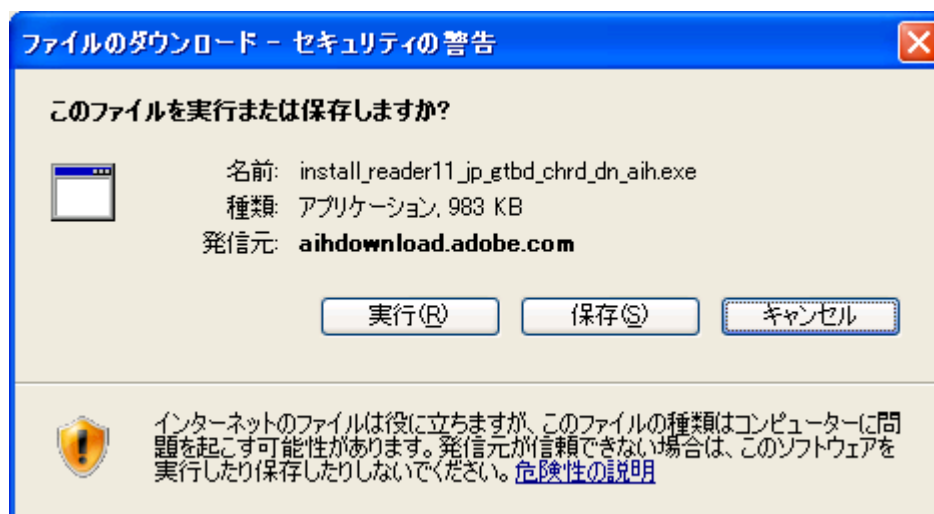 ファイルのダウンロード - セキュリティの警告
このファイルを実行または保存しますか?
名前: install_reader11_jp_gtbd_chrd_dn_aih.exe
種類: アプリケーション, 983 KB
発信元: aihdownload.adobe.com
実行(R) 保存(S) キャンセル
インターネットのファイルは役に立ちますが、このファイルの種類はコンピューターに問
題を起こす可能性があります。発信元が信頼できない場合は、このソフトウェアを
実行したり保存したりしないでください。危険性の説明